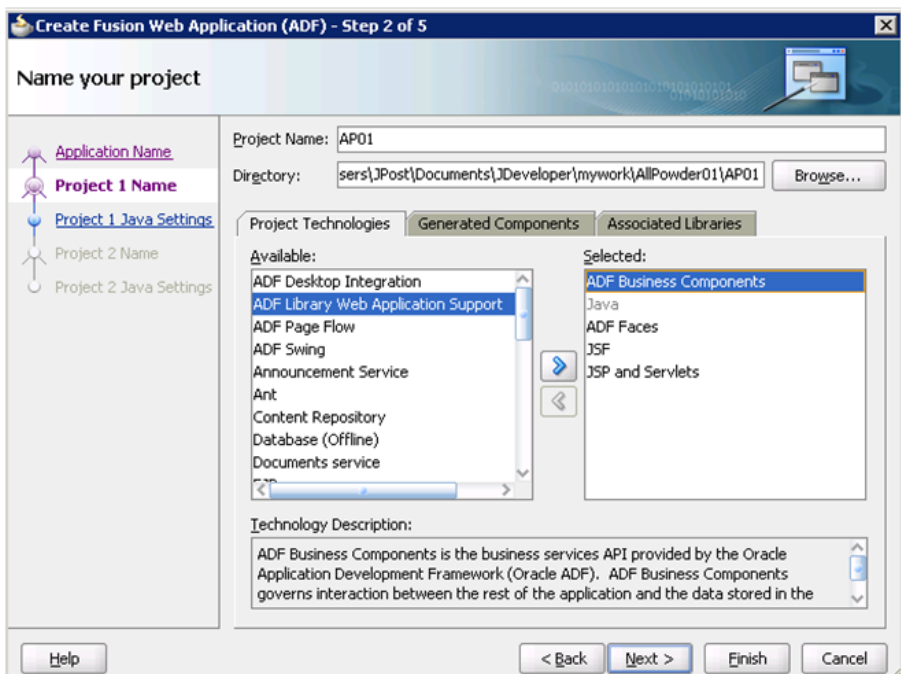 Create Fusion Web Application (ADF) - Step 2 of 5
Name your project
Application Name
Project 1 Name
Project 1 Java Settings
Project 2 Name
Project 2 Java Settings
Project Name: AP01
Directory: sers\JPost\Documents\JDeveloper\mywork\AllPowder01\AP01 Browse...
Project Technologies Generated Components Associated Libraries
Available:
ADF Desktop Integration
ADF Library Web Application Support
ADF Page Flow
ADF Swing
Announcement Service
Ant
Content Repository
Database (Offline)
Documents service
Selected:
ADF Business Components
Java
ADF Faces
JSF
JSP and Servlets
Technology Description:
ADF Business Components is the business services API provided by the Oracle
Application Development Framework (Oracle ADF). ADF Business Components
governs interaction between the rest of the application and the data stored in the
Help < Back Next > Finish Cancel